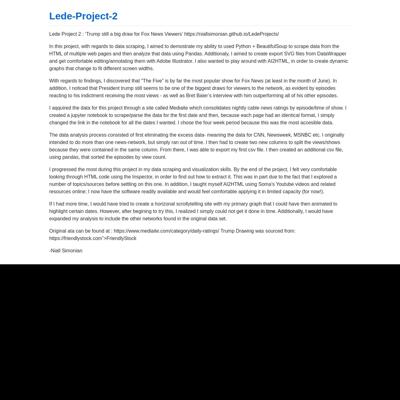 Lede-Project-2
Lede Project 2 : 'Trump still a big draw for Fox News Viewers' https://niallsimonian.github.io/LedeProjects/
In this project, with regards to data scraping, I aimed to demostrate my ability to used Python + BeautifulSoup to scrape data from the
HTML of multiple web pages and then analyze that data using Pandas. Additionaly, I aimed to create export SVG files from DataWrapper
and get comfortable editing/annotating them with Adobe Illustrator. I also wanted to play around with AI2HTML, in order to create dynamic
graphs that change to fit different screen widths.
With regards to findings, I discovered that "The Five" is by far the most popular show for Fox News (at least in the month of June). In
addition, I noticed that President trump still seems to be one of the biggest draws for viewers to the network, as evident by episodes
reacting to his indictment receiving the most views - as well as Bret Baier's interview with him outperforming all of his other episodes.
I aqquired the data for this project through a site called Mediate which consolidates nightly cable news ratings by episode/time of show. I
created a jupyter notebook to scrape/parse the data for the first date and then, because each page had an identical format, I simply
changed the link in the notebook for all the dates I wanted. I chose the four week period because this was the most accesible data.
The data analysis process consisted of first eliminating the excess data- meaning the data for CNN, Newsweek, MSNBC etc. I originally
intended to do more than one news-network, but simply ran out of time. I then had to create two new columns to split the views/shows
because they were contained in the same column. From there, I was able to export my first csv file. I then created an additional csv file,
using pandas, that sorted the episodes by view count.
I progressed the most during this project in my data scraping and visualization skills. By the end of the project, I felt very comfortable
looking through HTML code using the Inspector, in order to find out how to extract it. This was in part due to the fact that I explored a
number of topics/sources before settling on this one. In addition, I taught myself AI2HTML using Soma's Youtube videos and related
resources online: I now have the software readily available and would feel comfortable applying it in limited capacity (for now!).
If I had more time, I would have tried to create a horizonal scrollytelling site with my primary graph that I could have then animated to
highlight certain dates. However, after begining to try this, I realized I simply could not get it done in time. Additionally, I would have
expanded my analysis to include the other networks found in the original data set.
Original ata can be found at : https://www.mediaite.com/category/daily-ratings/ Trump Drawing was sourced from:
https://friendlystock.com">FriendlyStock
-Niall Simonian